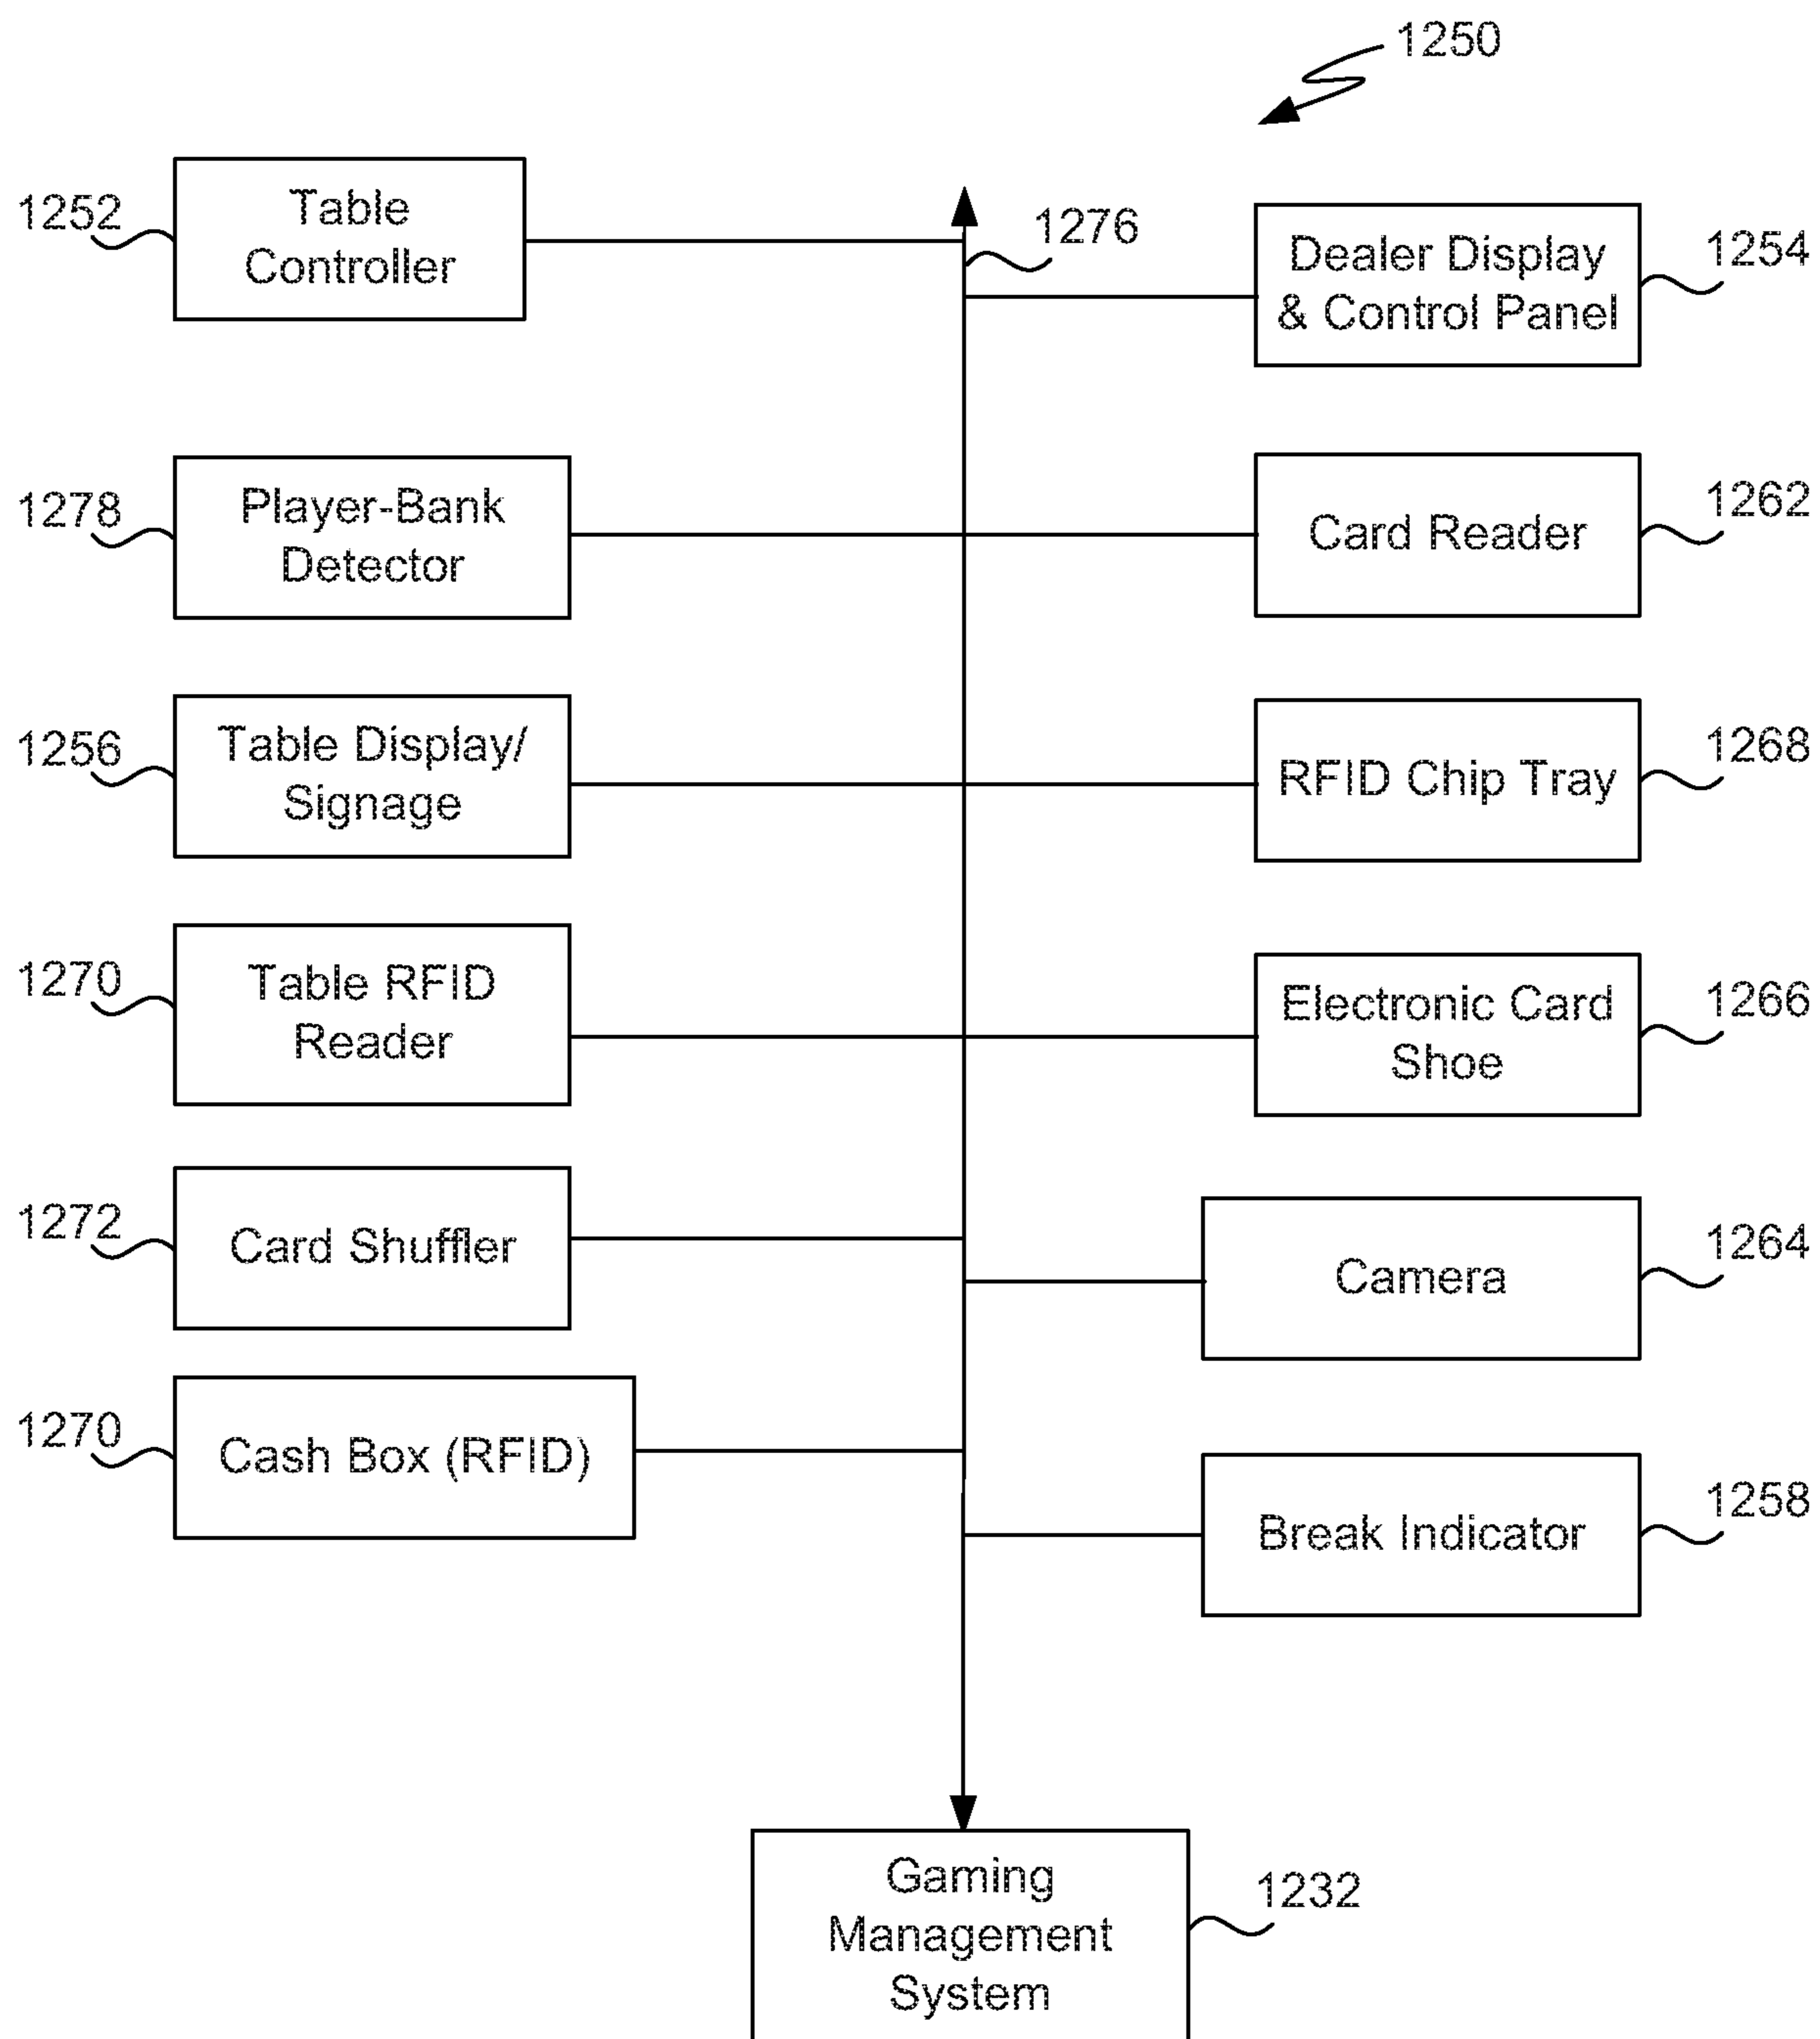 1250
1252
Table
Controller
1276
Dealer Display
& Control Panel
1254
1278
Player-Bank
Detector
Card Reader
1262
1256
Table Display/
Signage
RFID Chip Tray
1268
1270
Table RFID
Reader
Electronic Card
Shoe
1266
1272
Card Shuffler
Camera
1264
1270
Cash Box (RFID)
Break Indicator
1258
Gaming
Management
System
1232